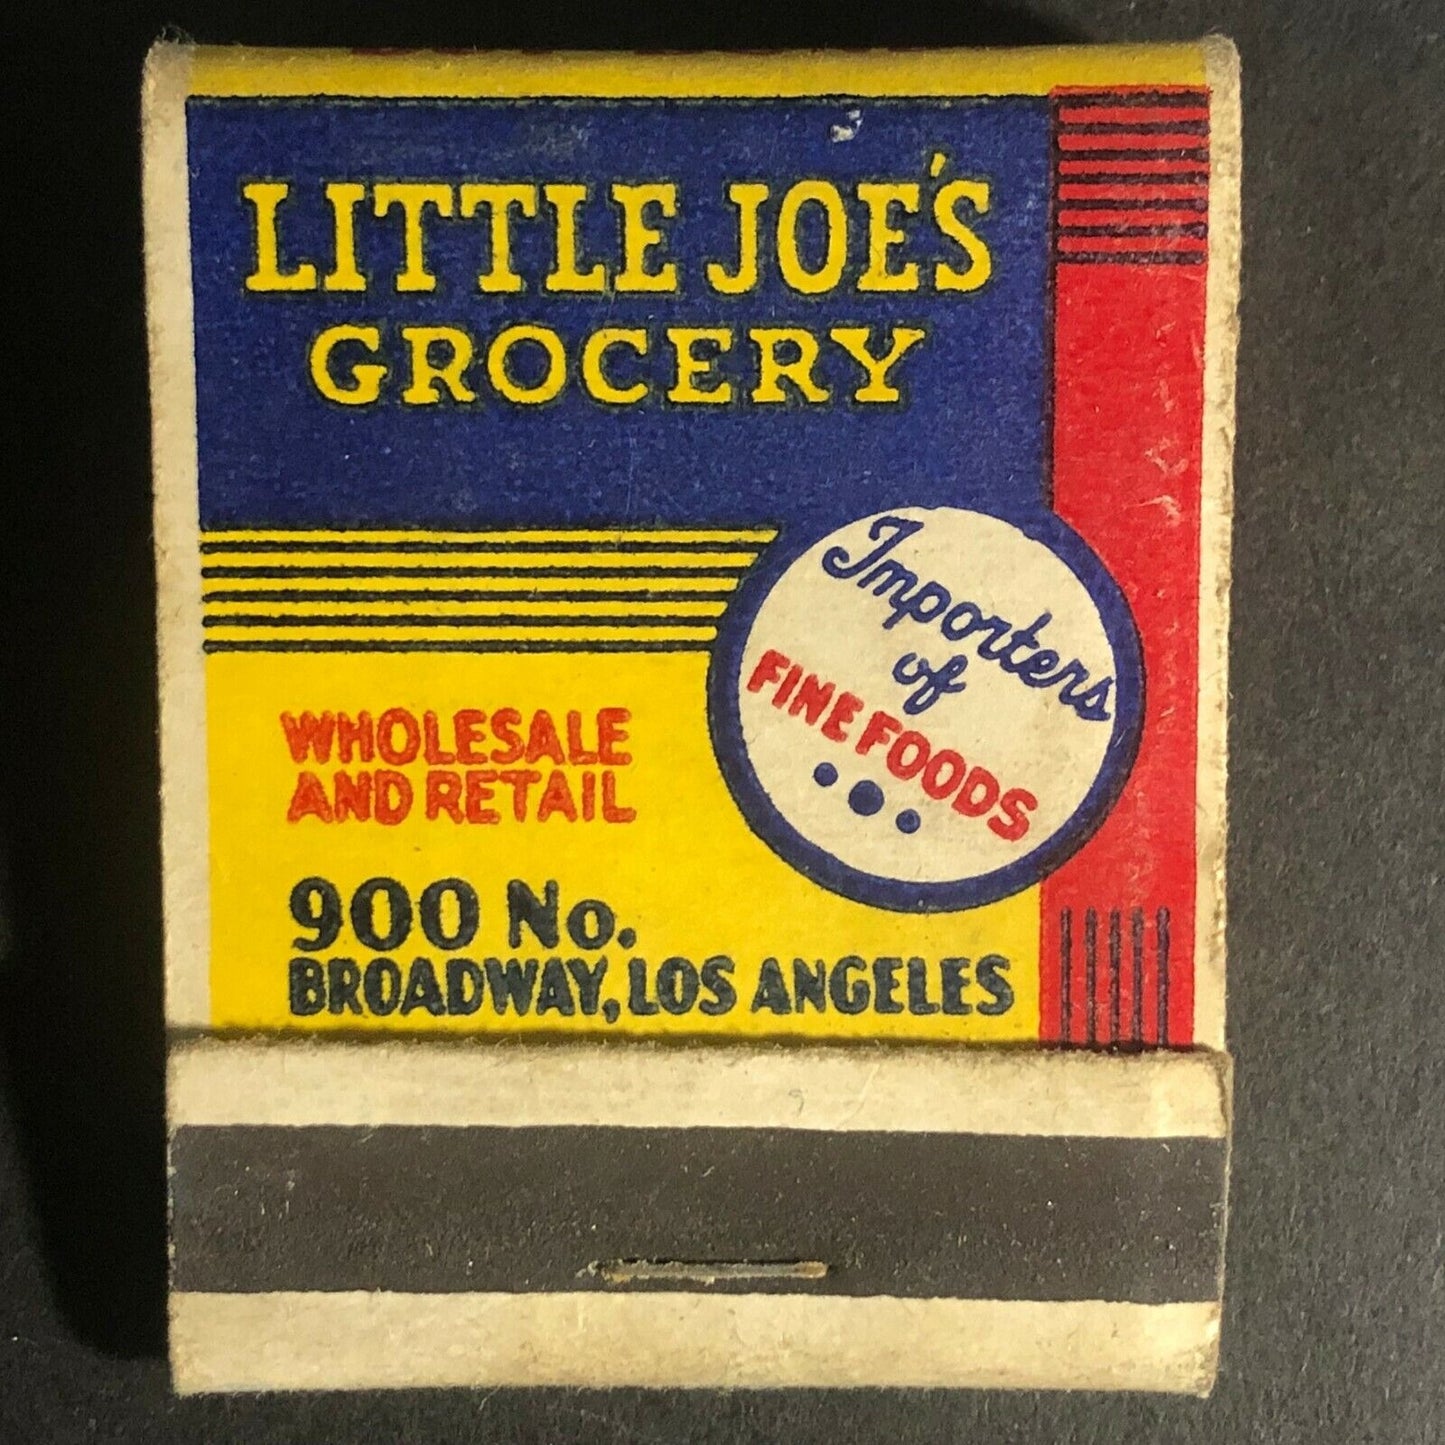 LITTLE JOE'S
GROCERY
Importers
of
FINE FOODS
WHOLESALE
AND RETAIL
900 No.
BROADWAY, LOS ANGELES